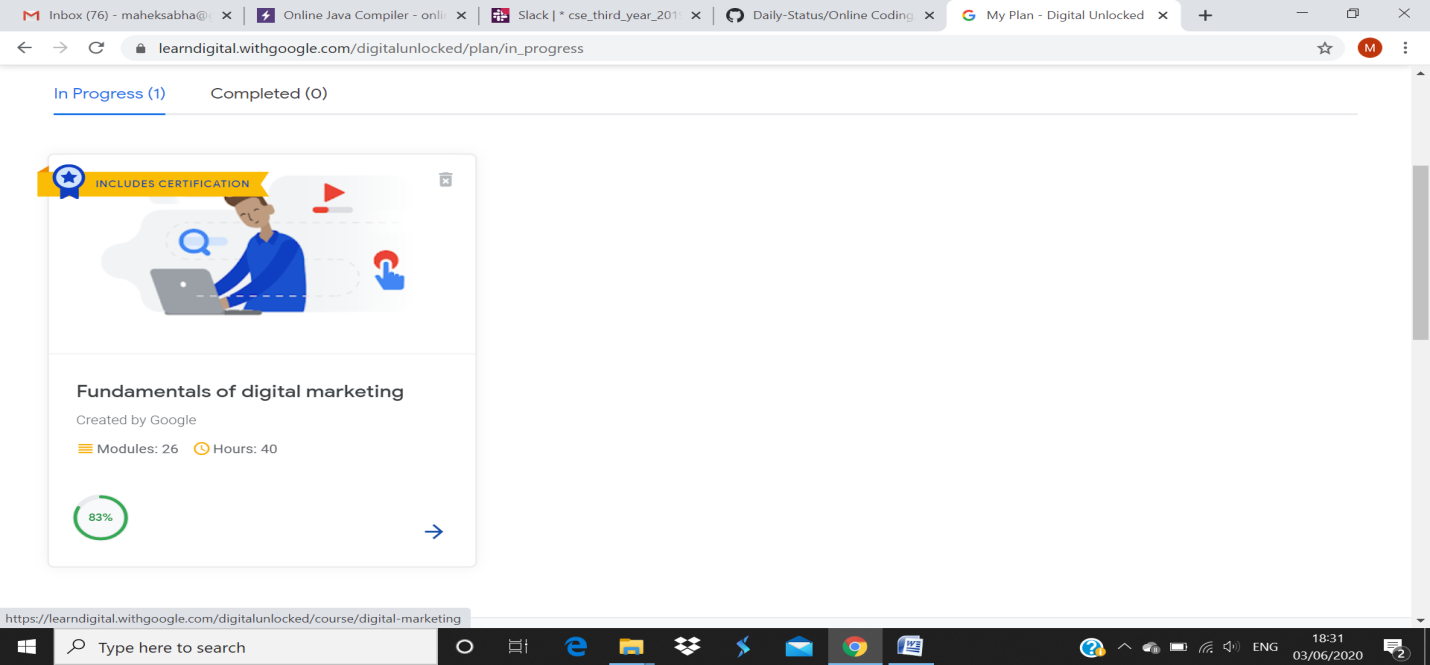 Inbox (76) - maheksabha@g
Online Java Compiler - onlin
Slack | * cse_third_year_2019
Daily-Status/Online Coding
My Plan - Digital Unlocked
learndigital.withgoogle.com/digitalunlocked/plan/in_progress
M
In Progress (1)
Completed (0)
INCLUDES CERTIFICATION
Fundamentals of digital marketing
Created by Google
Modules: 26 Hours: 40
83%
https://learndigital.withgoogle.com/digitalunlocked/course/digital-marketing
Type here to search
ENG
18:31
03/06/2020
2